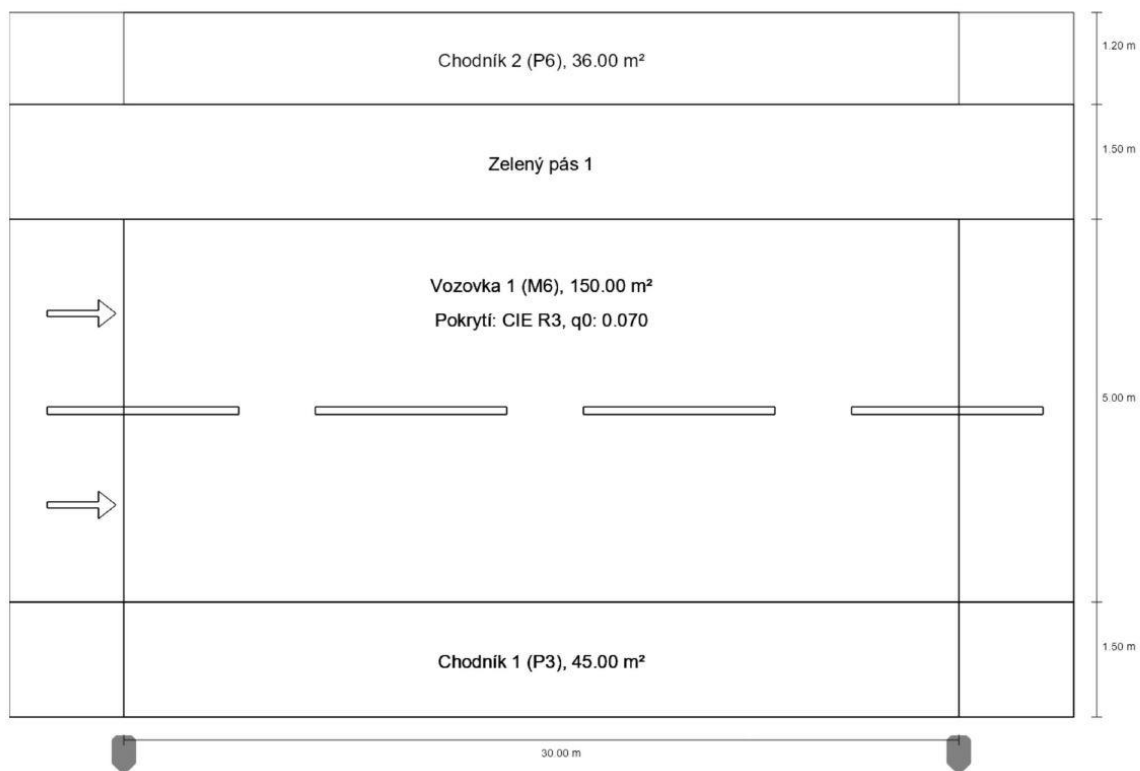 Chodník 2 (P6), 36.00 m²
1.20 m
Zelený pás 1
1.50 m
Vozovka 1 (M6), 150.00 m²
Pokrytí: CIE R3, q0: 0.070
5.00 m
Chodník 1 (P3), 45.00 m²
1.50 m
30.00 m